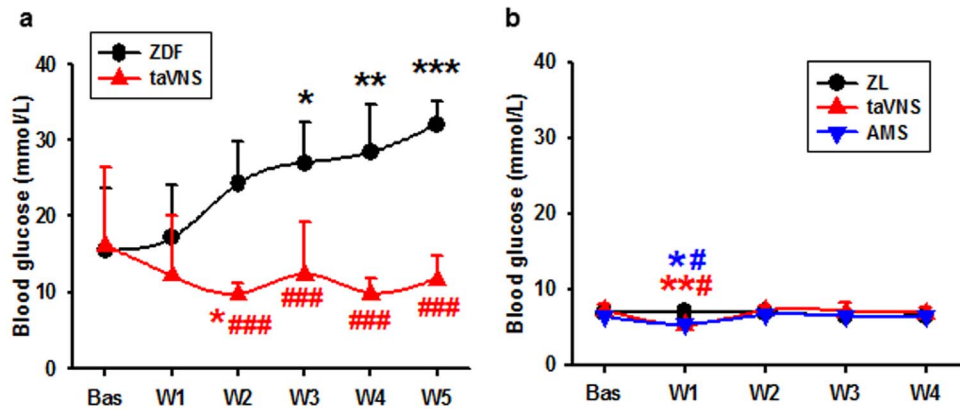 a
ZDF
taVNS
Blood glucose (mmol/L)
40
30
20
10
0
* ** ***
* ### ### ### ###
Bas W1 W2 W3 W4 W5
b
ZL
taVNS
AMS
Blood glucose (mmol/L)
40
30
20
10
0
*#
**#
Bas W1 W2 W3 W4